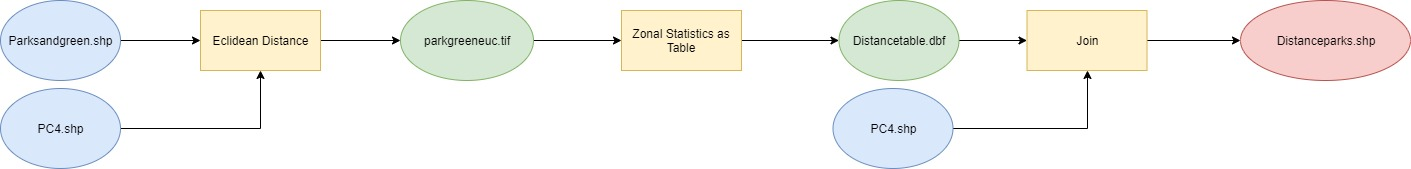 Parksandgreen.shp
Eclidean Distance
parkgreeneuc.tif
Zonal Statistics as
Table
Distancetable.dbf
Join
Distanceparks.shp
PC4.shp
PC4.shp